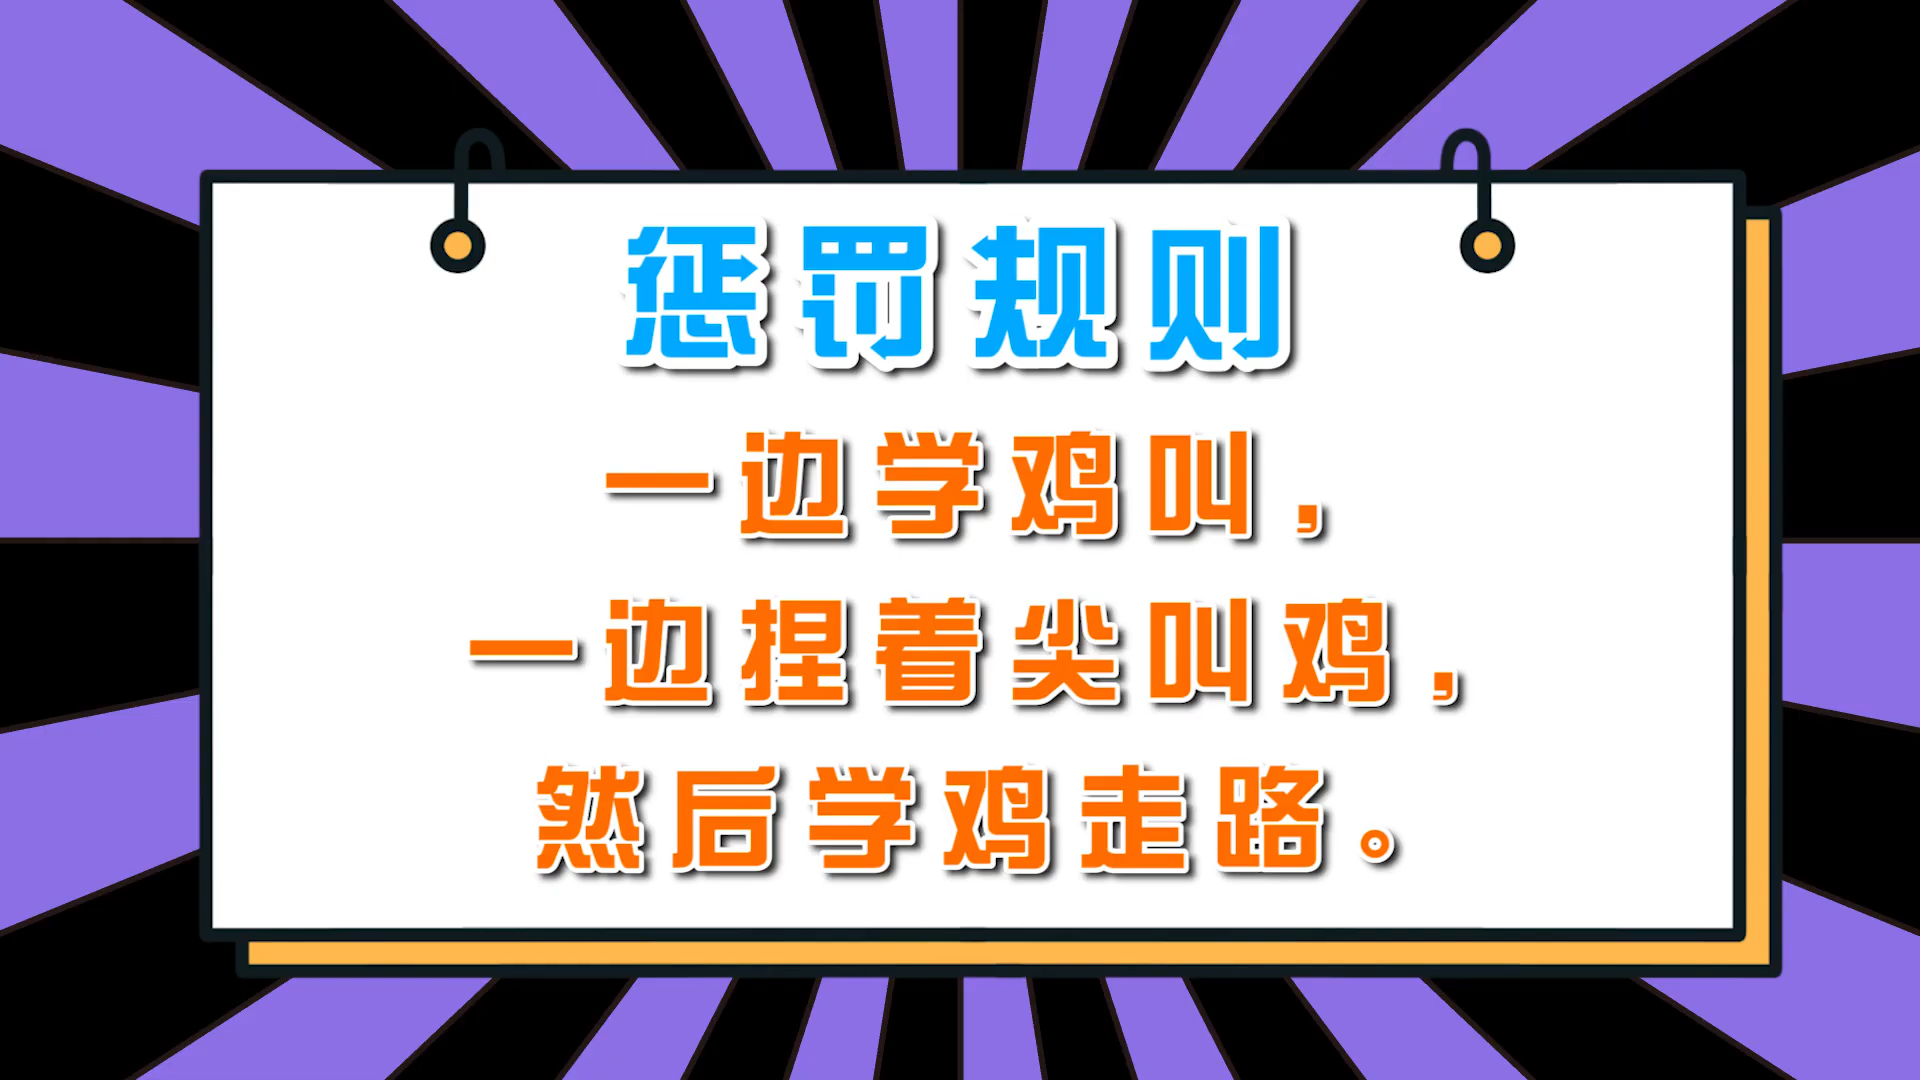 惩罚规则
一边学鸡叫，
一边捏着尖叫鸡，
然后学鸡走路。